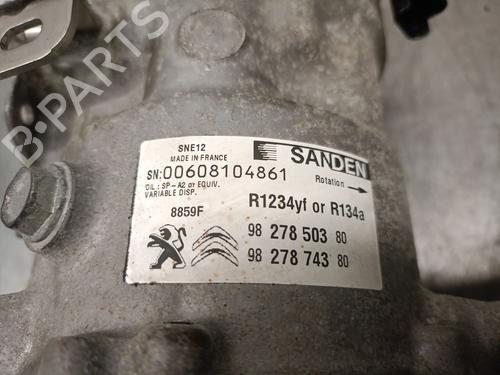 B-PARTS
SNE12
MADE IN FRANCE
SANDEN
SN:00608104861
Rotation
OIL : SP-A2 or EQUIV.
VARIABLE DISP.
8859F
R1234yf or R134a
98 278 503 80
98 278 743 80